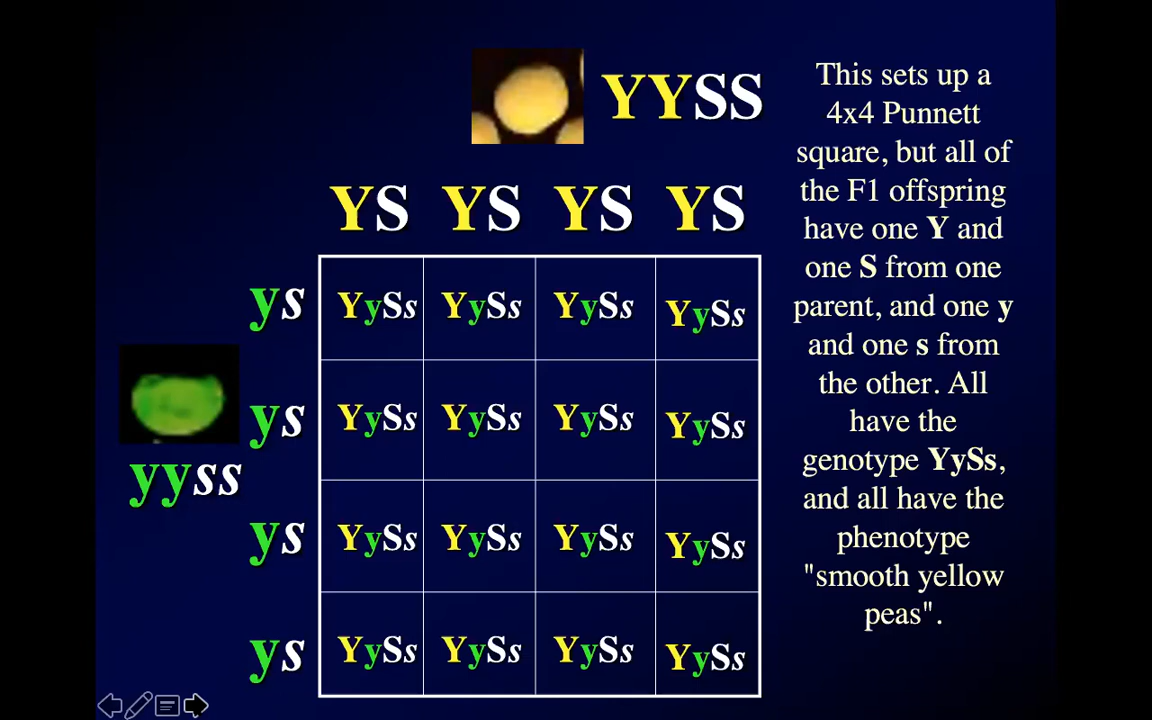 YYSS
YS YS YS YS
ys YySs YySs YySs YySs
ys YySs YySs YySs YySs
yyss
ys YySs YySs YySs YySs
ys YySs YySs YySs YySs
This sets up a
4x4 Punnett
square, but all of
the F1 offspring
have one Y and
one S from one
parent, and one y
and one s from
the other. All
have the
genotype YySs,
and all have the
phenotype
"smooth yellow
peas".